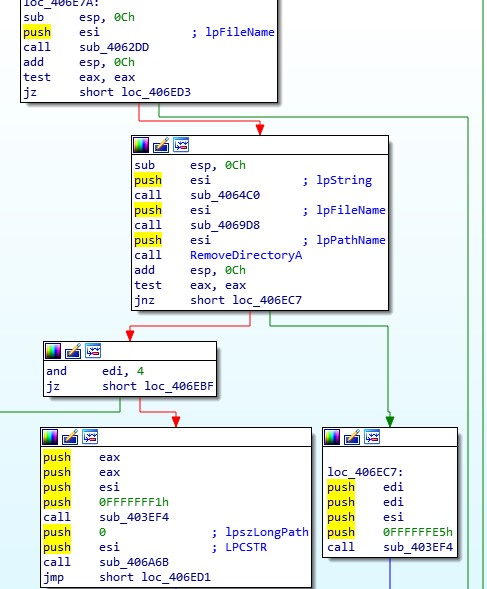 loc_406E7A:
sub esp, 0Ch
push esi ; lpFileName
call sub_4062DD
add esp, 0Ch
test eax, eax
jz short loc_406ED3
sub esp, 0Ch
push esi ; lpString
call sub_4064C0
push esi ; lpFileName
call sub_4069D8
push esi ; lpPathName
call RemoveDirectoryA
add esp, 0Ch
test eax, eax
jnz short loc_406EC7
and edi, 4
jz short loc_406EBF
push eax
push eax
push esi
push 0FFFFFFF1h
call sub_403EF4
push 0 ; lpszLongPath
push esi ; LPCSTR
call sub_406A6B
jmp short loc_406ED1
loc_406EC7:
push edi
push edi
push esi
push 0FFFFFFE5h
call sub_403EF4